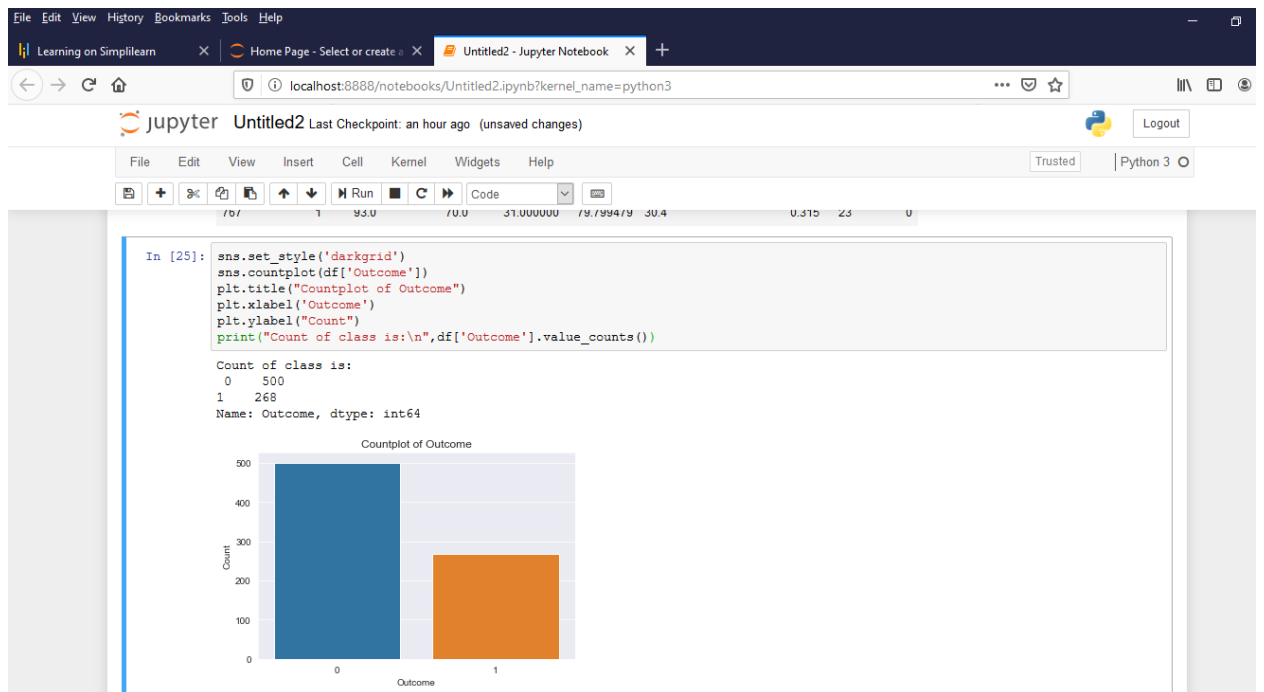 File Edit View History Bookmarks Tools Help
Learning on Simplilearn
Home Page - Select or create a
Untitled2 - Jupyter Notebook
localhost:8888/notebooks/Untitled2.ipynb?kernel_name=python3
jupyter Untitled2 Last Checkpoint: an hour ago (unsaved changes)
Logout
File Edit View Insert Cell Kernel Widgets Help
Trusted
Python 3
Run
Code
767 1 93.0 70.0 31.000000 79.799479 30.4 0.315 23 0
In [25]: sns.set_style('darkgrid')
sns.countplot(df['Outcome'])
plt.title("Countplot of Outcome")
plt.xlabel('Outcome')
plt.ylabel("Count")
print("Count of class is:\n",df['Outcome'].value_counts())
Count of class is:
0 500
1 268
Name: Outcome, dtype: int64
Countplot of Outcome
500
400
300
200
100
0
Count
0 1
Outcome